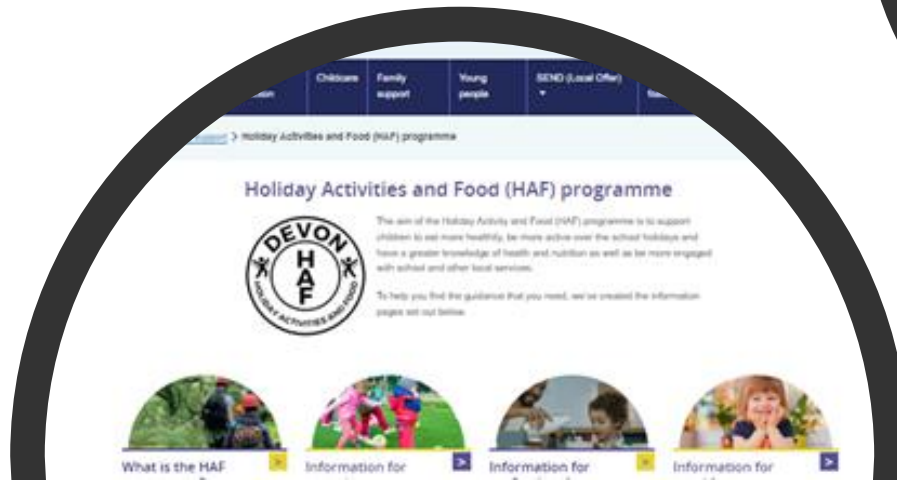 Childcare
Family support
Young people
SEND (Local Offer)
> Holiday Activities and Food (HAF) programme
Holiday Activities and Food (HAF) programme
DEVON
HAF
HOLIDAY ACTIVITIES AND FOOD
The aim of the Holiday Activity and Food (HAF) programme is to support
children to eat more healthily, be more active over the school holidays and
have a greater knowledge of health and nutrition as well as be more engaged
with school and other local services.
To help you find the guidance that you need, we've created the information
pages set out below.
What is the HAF
Information for
Information for
Information for